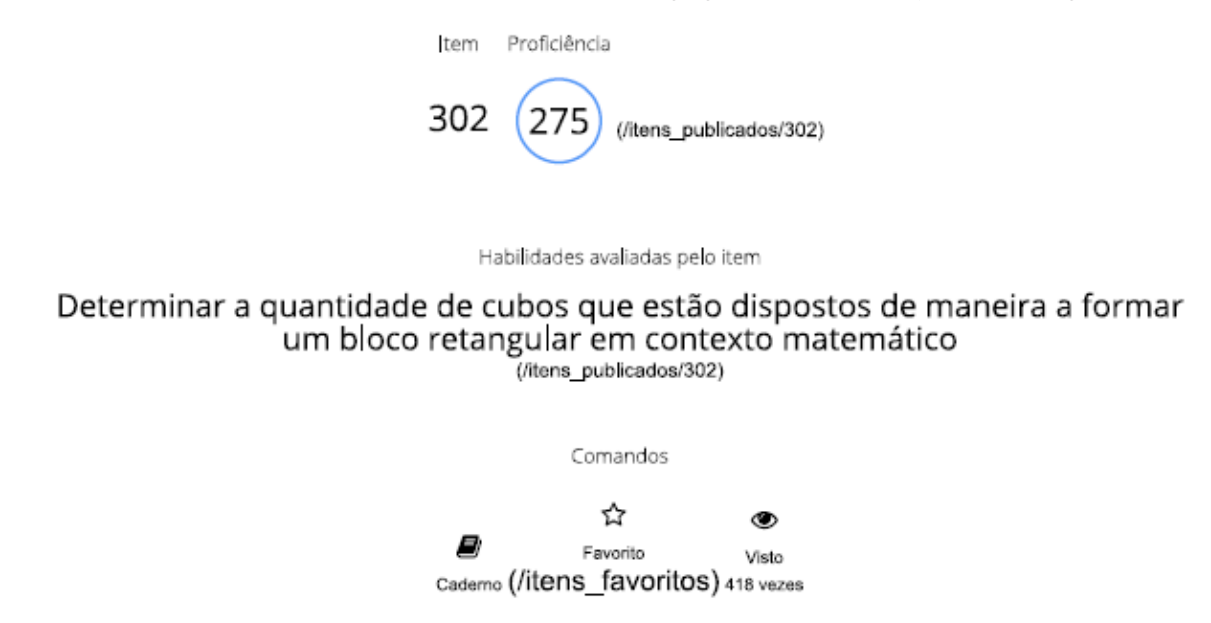 Item Proficiência
302 275 (/itens_publicados/302)
Habilidades avaliadas pelo item
Determinar a quantidade de cubos que estão dispostos de maneira a formar
um bloco retangular em contexto matemático
(/itens_publicados/302)
Comandos
Favorito
Visto
Caderno (/itens_favoritos) 418 vezes